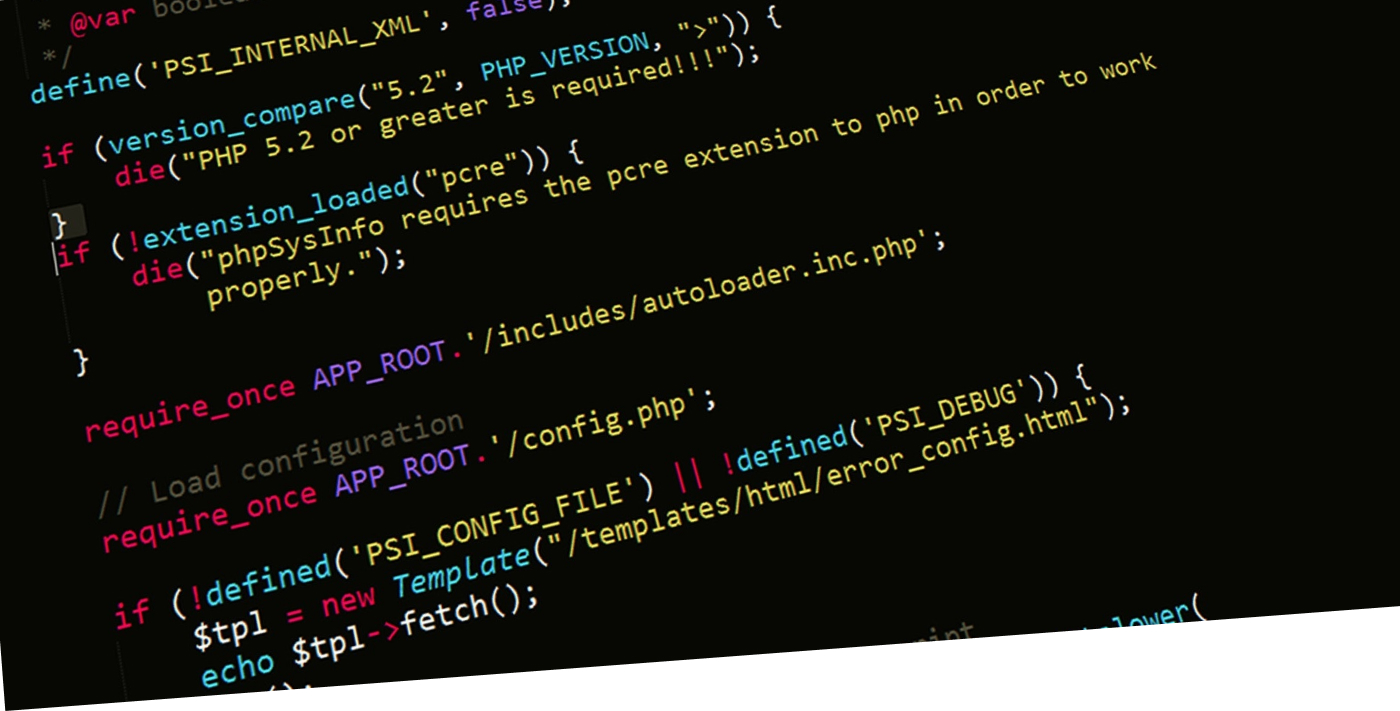 * @var boolean
*/
define('PSI_INTERNAL_XML', false);
if (version_compare("5.2", PHP_VERSION, ">")) {
die("PHP 5.2 or greater is required!!!");
}
if (!extension_loaded("pcre")) {
die("phpSysInfo requires the pcre extension to php in order to work
properly.");
}
require_once APP_ROOT.'/includes/autoloader.inc.php';
// Load configuration
require_once APP_ROOT.'/config.php';
if (!defined('PSI_CONFIG_FILE') || !defined('PSI_DEBUG')) {
$tpl = new Template("/templates/html/error_config.html");
echo $tpl->fetch();